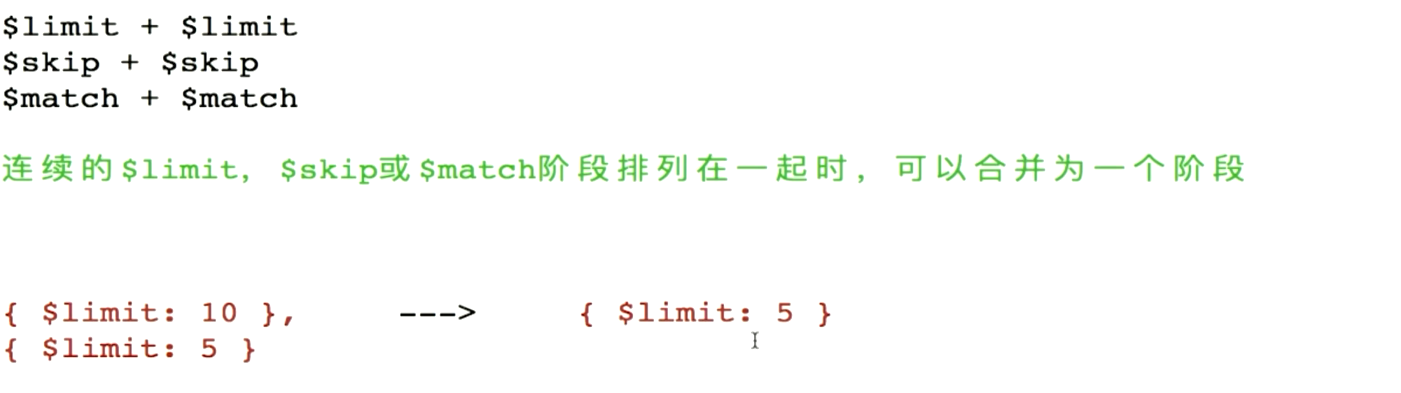 $limit + $limit
$skip + $skip
$match + $match
连续的$limit, $skip或$match阶段排列在一起时, 可以合并为一个阶段
{ $limit: 10 }, ---> { $limit: 5 }
{ $limit: 5 }